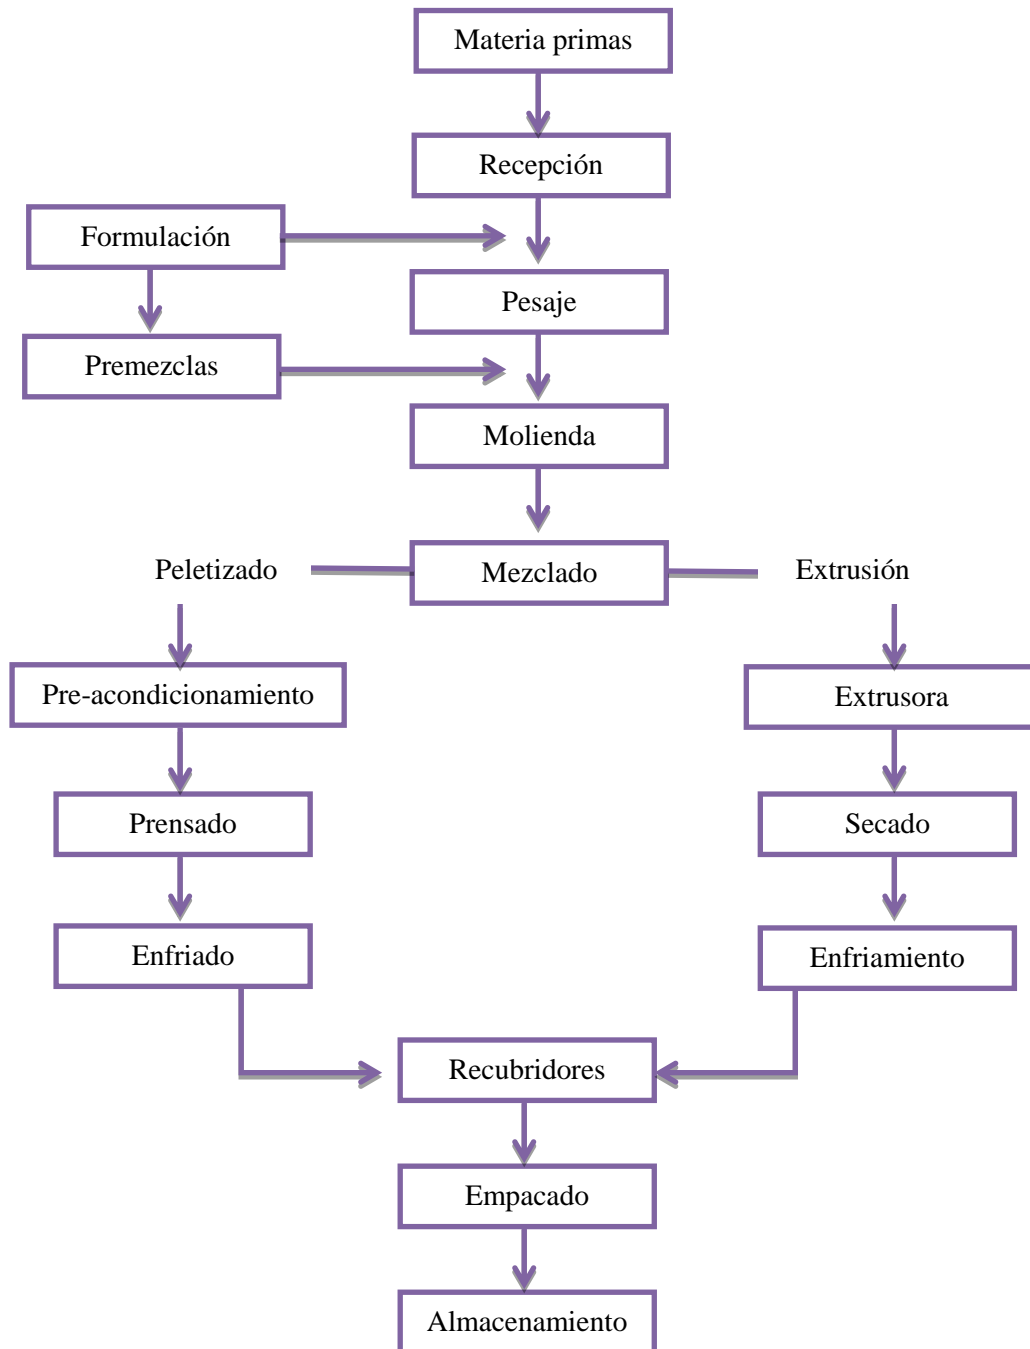 Materia primas
Recepción
Formulación
Pesaje
Premezclas
Molienda
Peletizado
Mezclado
Extrusión
Pre-acondicionamiento
Extrusora
Prensado
Secado
Enfriado
Enfriamiento
Recubridores
Empacado
Almacenamiento